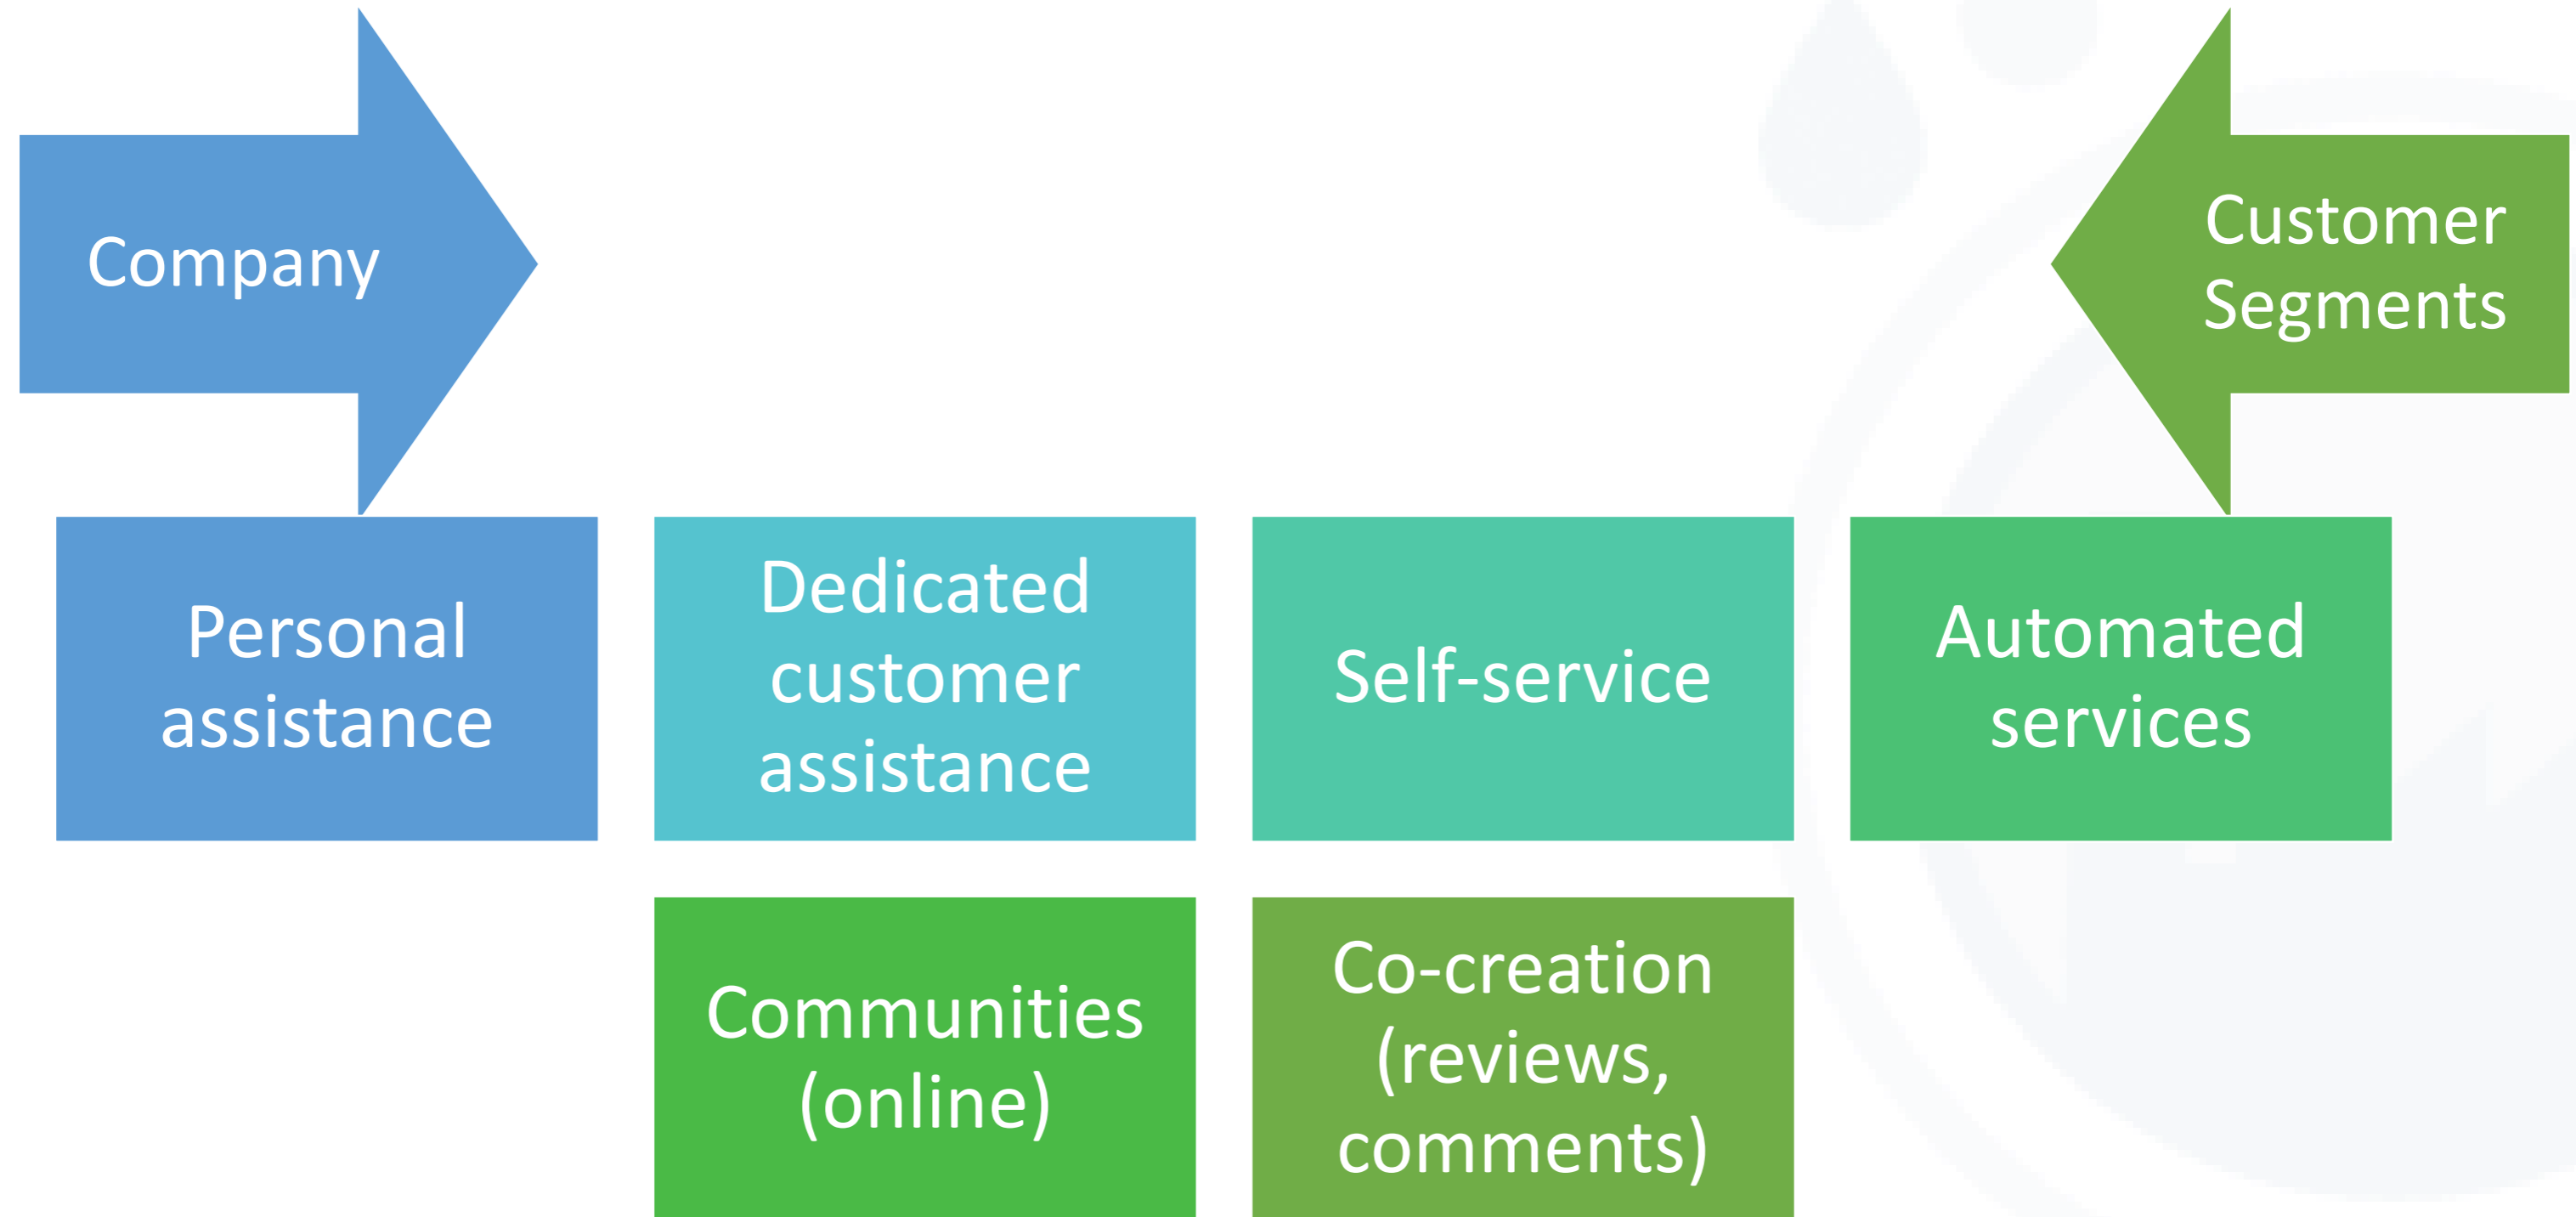 Company
Customer
Segments
Personal
assistance
Dedicated
customer
assistance
Self-service
Automated
services
Communities
(online)
Co-creation
(reviews,
comments)